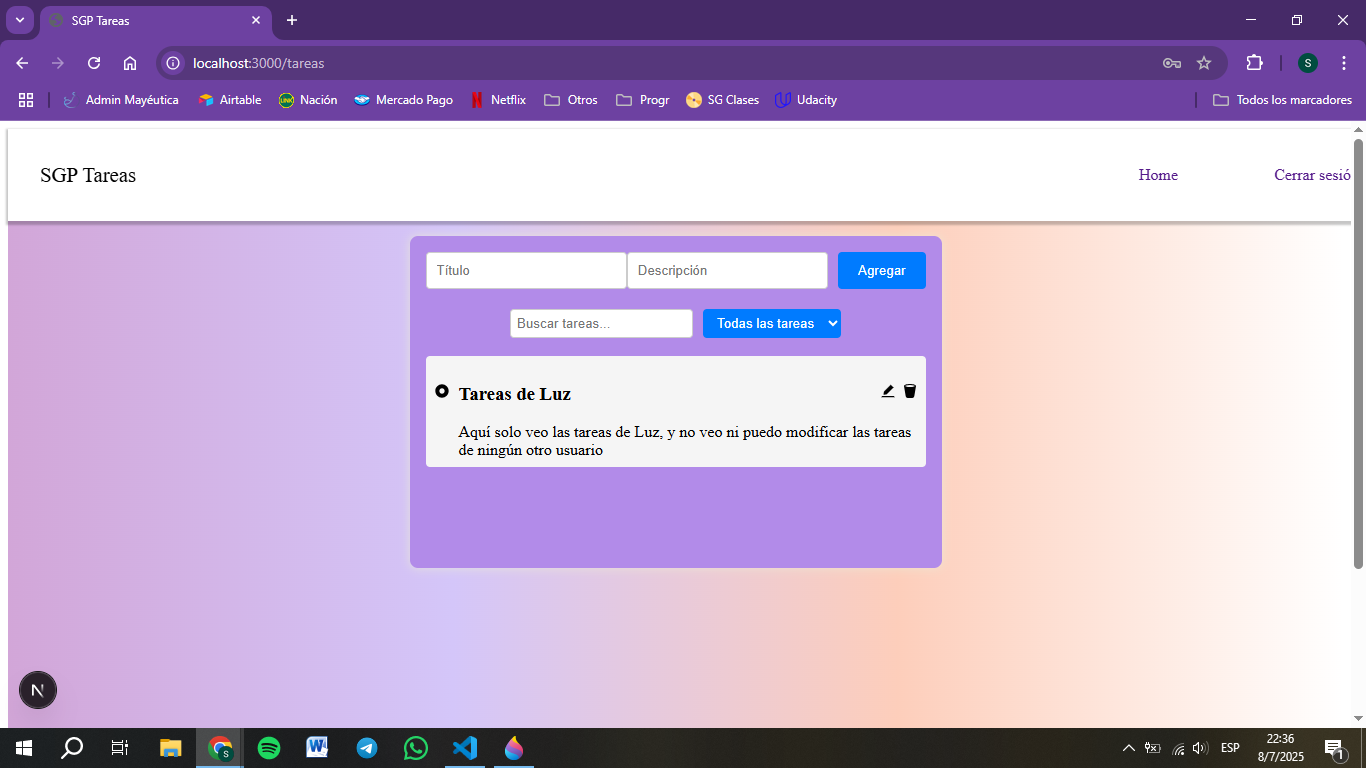 SGP Tareas
localhost:3000/tareas
S
Admin Mayéutica
Airtable
LINK
Nación
Mercado Pago
Netflix
Otros
Progr
SG Clases
Udacity
Todos los marcadores
SGP Tareas
Home
Cerrar sesió
Título
Descripción
Agregar
Buscar tareas...
Todas las tareas
Tareas de Luz
Aquí solo veo las tareas de Luz, y no veo ni puedo modificar las tareas
de ningún otro usuario
N
S
W
ESP
22:36
8/7/2025
1